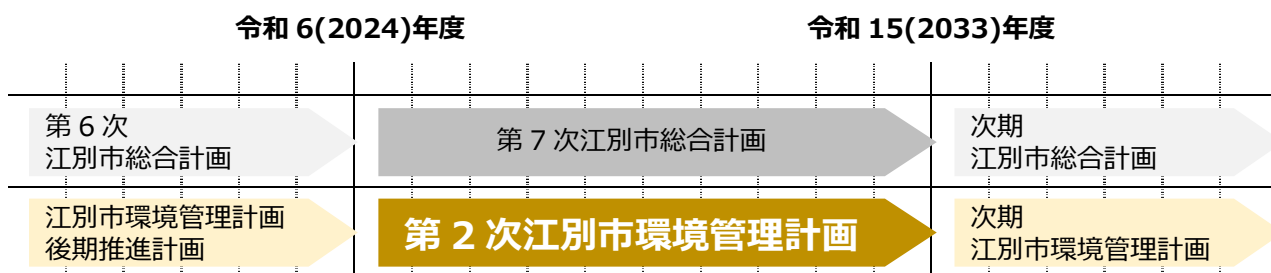 令和 6(2024)年度
令和 15(2033)年度
第 6 次
江別市総合計画
第 7 次江別市総合計画
次期
江別市総合計画
江別市環境管理計画
後期推進計画
第 2 次江別市環境管理計画
次期
江別市環境管理計画